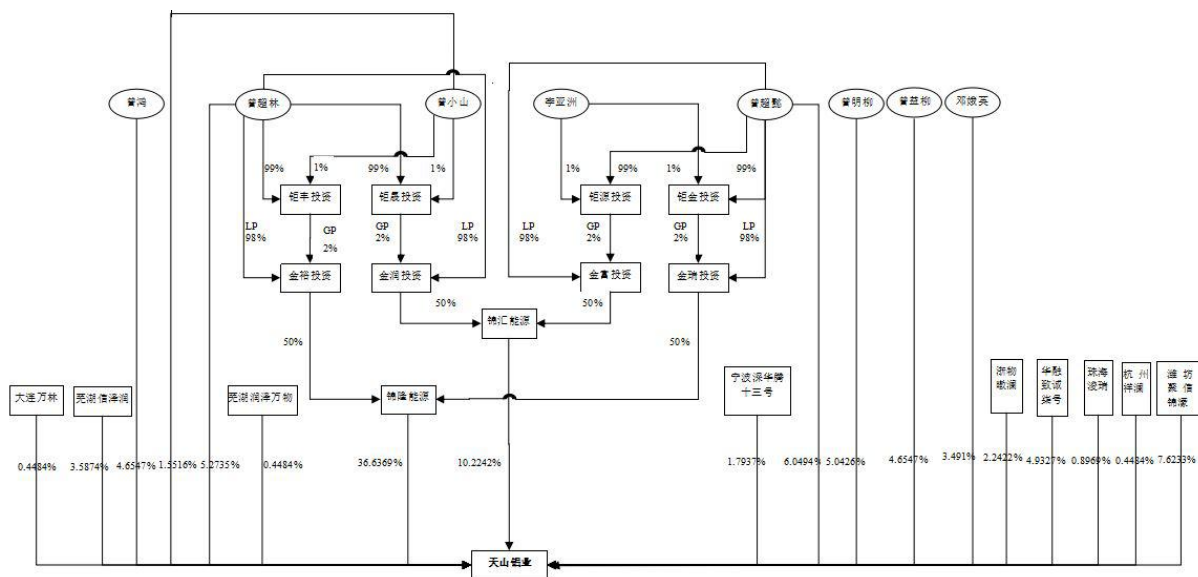 曾鸿
曾超林
曾小山
李亚洲
曾超懿
曾明柳
曾益柳
邓娥英
99%
1%
99%
1%
1%
99%
1%
99%
钜丰投资
钜晨投资
钜源投资
钜金投资
LP
98%
GP
2%
GP
2%
LP
98%
LP
98%
GP
2%
GP
2%
LP
98%
金裕投资
金润投资
金富投资
金瑞投资
50%
50%
锦汇能源
50%
50%
大连万林
芜湖信泽润
芜湖润泽万物
锦隆能源
宁波深华腾
十三号
浙物
暾澜
华融
致诚
柒号
珠海
浚瑞
杭州
祥澜
潍坊
聚信
锦濛
0.4484%
3.5874%
4.6547%
1.5516%
5.2735%
0.4484%
36.6369%
10.2242%
1.7937%
6.0494%
5.0426%
4.6547%
3.491%
2.2422%
4.9327%
0.8969%
0.4484%
7.6233%
天山铝业